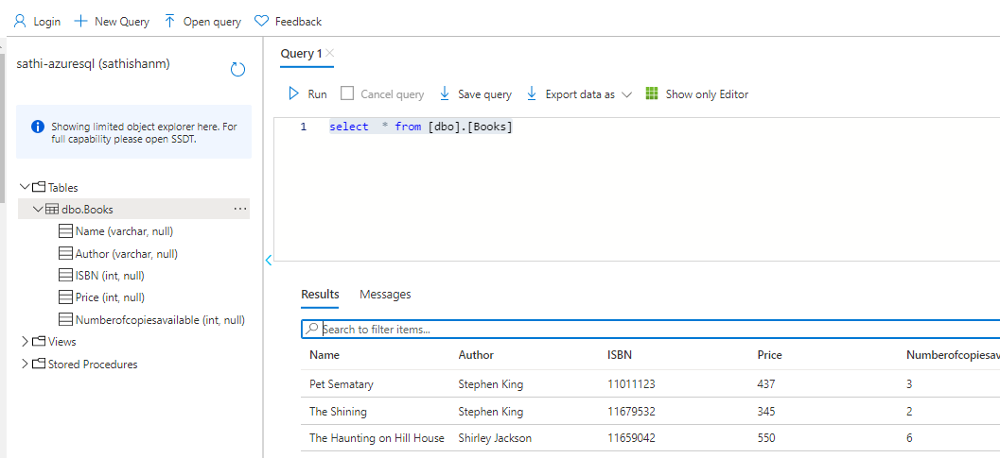 Login New Query Open query Feedback
sathi-azuresql (sathishanm)
Showing limited object explorer here. For
full capability please open SSDT.
Tables
dbo.Books
Name (varchar, null)
Author (varchar, null)
ISBN (int, null)
Price (int, null)
Numberofcopiesavailable (int, null)
Views
Stored Procedures
Query 1
Run Cancel query Save query Export data as Show only Editor
1 select * from [dbo].[Books]
Results Messages
Search to filter items...
Name Author ISBN Price Numberofcopiesav
Pet Sematary Stephen King 11011123 437 3
The Shining Stephen King 11679532 345 2
The Haunting on Hill House Shirley Jackson 11659042 550 6